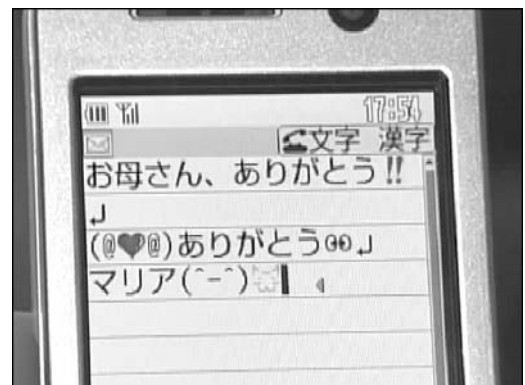 17:54
文字 漢字
お母さん、ありがとう!!
↲
(@♥@)ありがとう👀↲
マリア(^-^)